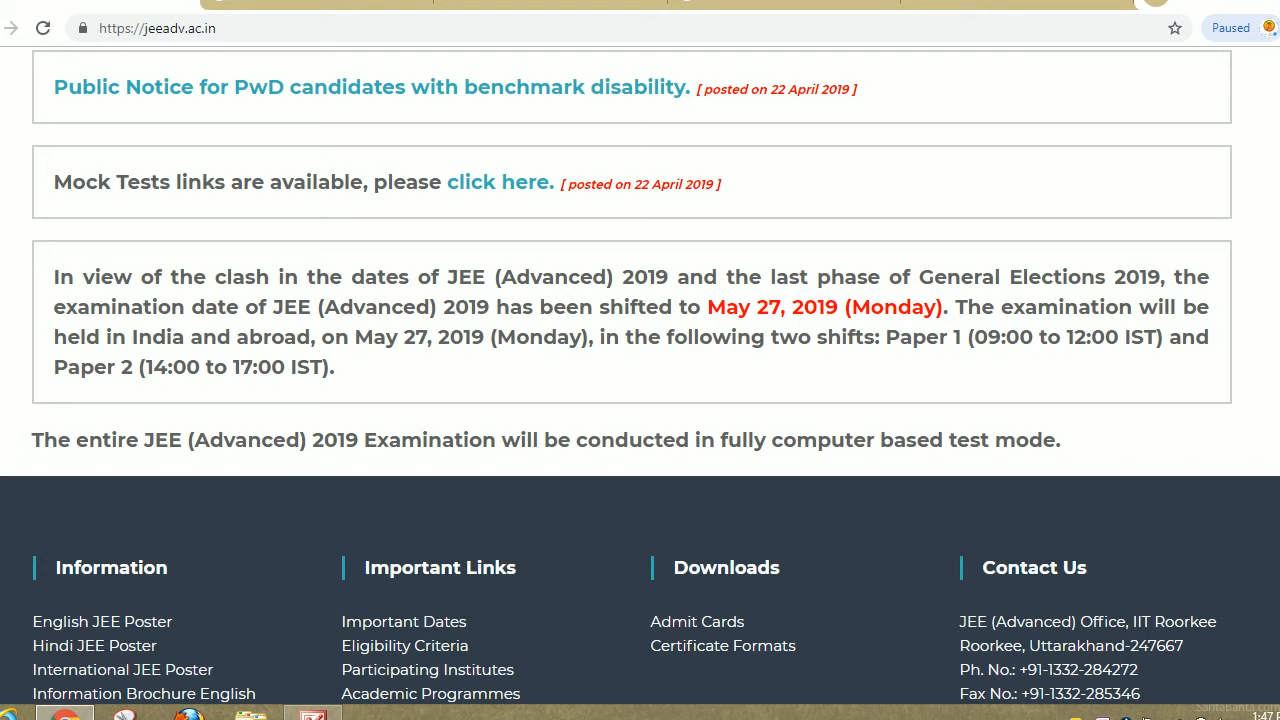 https://jeeadv.ac.in
Paused
Public Notice for PwD candidates with benchmark disability. [ posted on 22 April 2019 ]
Mock Tests links are available, please click here. [ posted on 22 April 2019 ]
In view of the clash in the dates of JEE (Advanced) 2019 and the last phase of General Elections 2019, the
examination date of JEE (Advanced) 2019 has been shifted to May 27, 2019 (Monday). The examination will be
held in India and abroad, on May 27, 2019 (Monday), in the following two shifts: Paper 1 (09:00 to 12:00 IST) and
Paper 2 (14:00 to 17:00 IST).
The entire JEE (Advanced) 2019 Examination will be conducted in fully computer based test mode.
Information
English JEE Poster
Hindi JEE Poster
International JEE Poster
Information Brochure English
Important Links
Important Dates
Eligibility Criteria
Participating Institutes
Academic Programmes
Downloads
Admit Cards
Certificate Formats
Contact Us
JEE (Advanced) Office, IIT Roorkee
Roorkee, Uttarakhand-247667
Ph. No.: +91-1332-284272
Fax No.: +91-1332-285346
SantaBanta.com